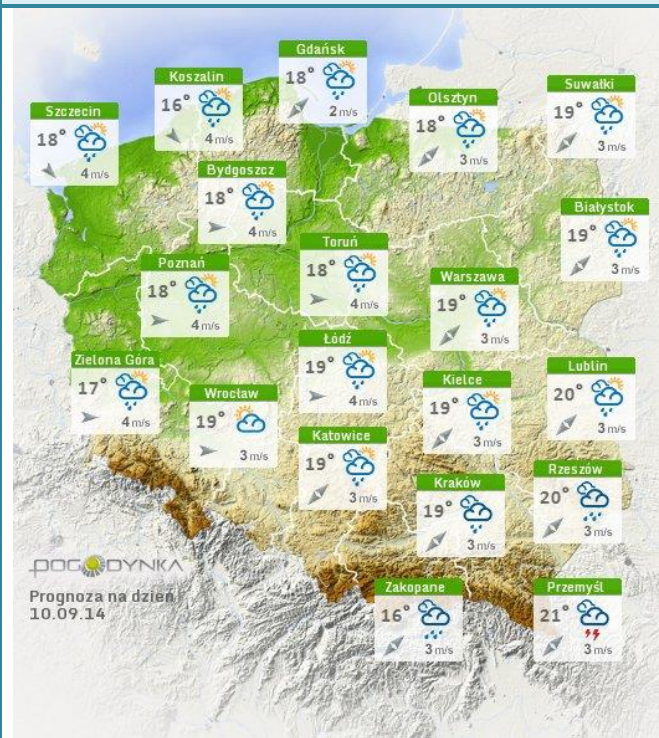 Gdańsk
18°
2 m/s
Koszalin
16°
4 m/s
Suwałki
19°
3 m/s
Olsztyn
18°
3 m/s
Szczecin
18°
4 m/s
Bydgoszcz
18°
4 m/s
Białystok
19°
3 m/s
Toruń
18°
4 m/s
Poznań
18°
4 m/s
Warszawa
19°
3 m/s
Łódź
19°
4 m/s
Zielona Góra
17°
4 m/s
Lublin
20°
3 m/s
Kielce
19°
3 m/s
Wrocław
19°
3 m/s
Katowice
19°
3 m/s
Rzeszów
20°
3 m/s
Kraków
19°
3 m/s
POGODYNKA
Prognoza na dzień
10.09.14
Zakopane
16°
3 m/s
Przemyśl
21°
3 m/s